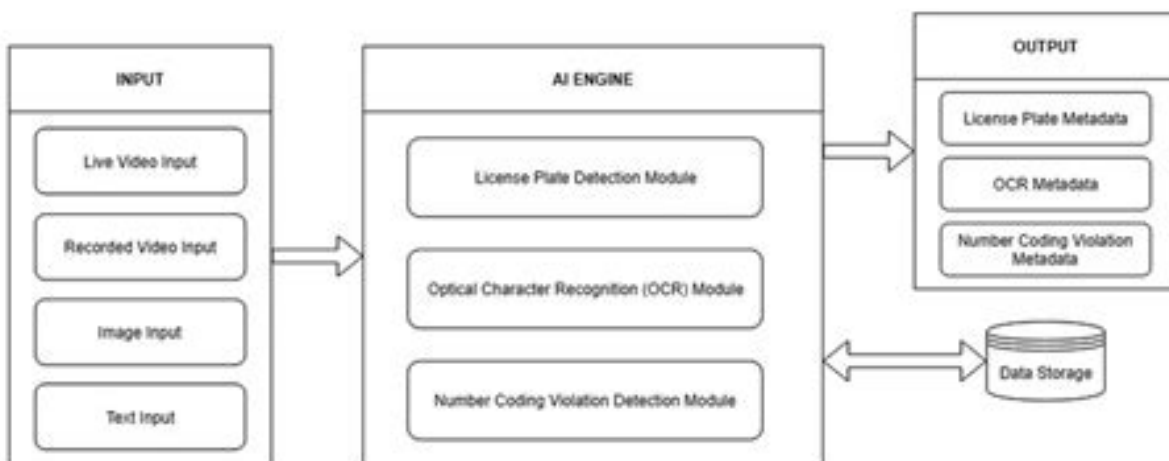 INPUT
Live Video Input
Recorded Video Input
Image Input
Text Input
AI ENGINE
License Plate Detection Module
Optical Character Recognition (OCR) Module
Number Coding Violation Detection Module
OUTPUT
License Plate Metadata
OCR Metadata
Number Coding Violation
Metadata
Data Storage